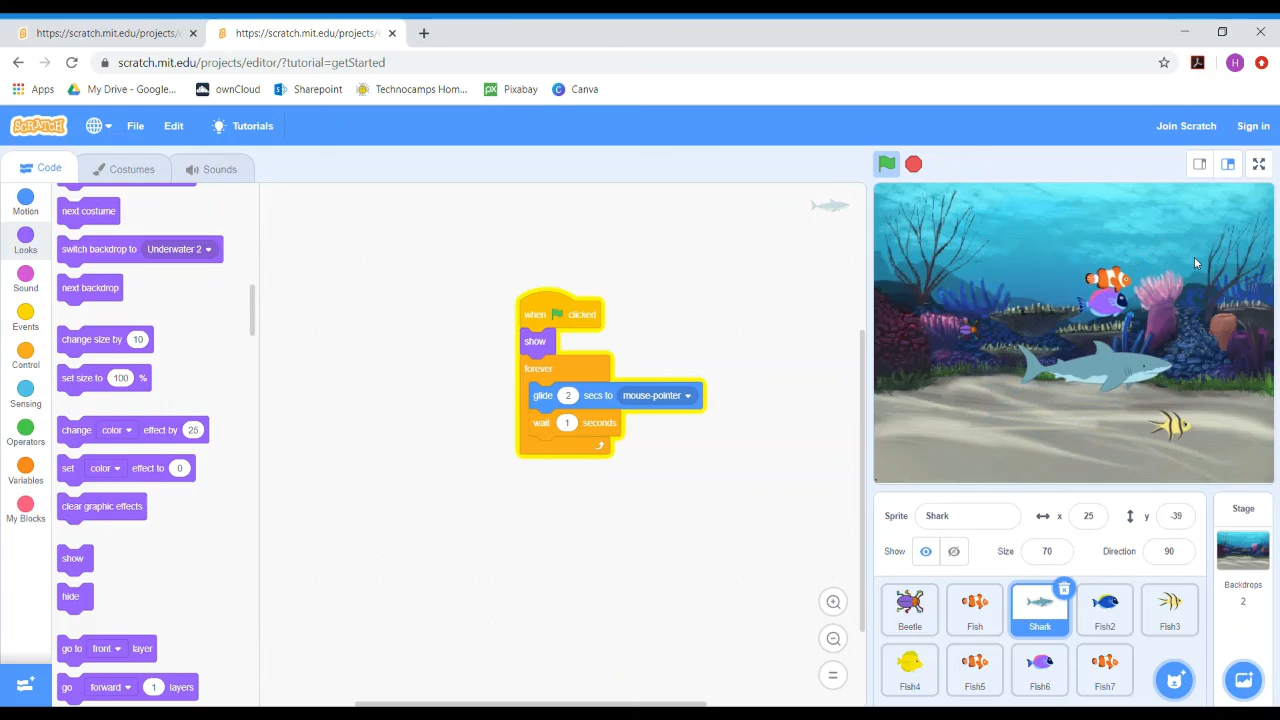 https://scratch.mit.edu/projects/ https://scratch.mit.edu/projects/
scratch.mit.edu/projects/editor/?tutorial=getStarted H
Apps My Drive - Google... ownCloud Sharepoint Technocamps Hom... px Pixabay C Canva
SCRATCH File Edit Tutorials Join Scratch Sign in
Code Costumes Sounds
Motion
Looks
Sound
Events
Control
Sensing
Operators
Variables
My Blocks
next costume
switch backdrop to Underwater 2
next backdrop
change size by 10
set size to 100 %
change color effect by 25
set color effect to 0
clear graphic effects
show
hide
go to front layer
go forward 1 layers
when clicked
show
forever
glide 2 secs to mouse-pointer
wait 1 seconds
Sprite Shark x 25 y -39
Show Size 70 Direction 90
Beetle Fish Shark Fish2 Fish3
Fish4 Fish5 Fish6 Fish7
Stage
Backdrops
2